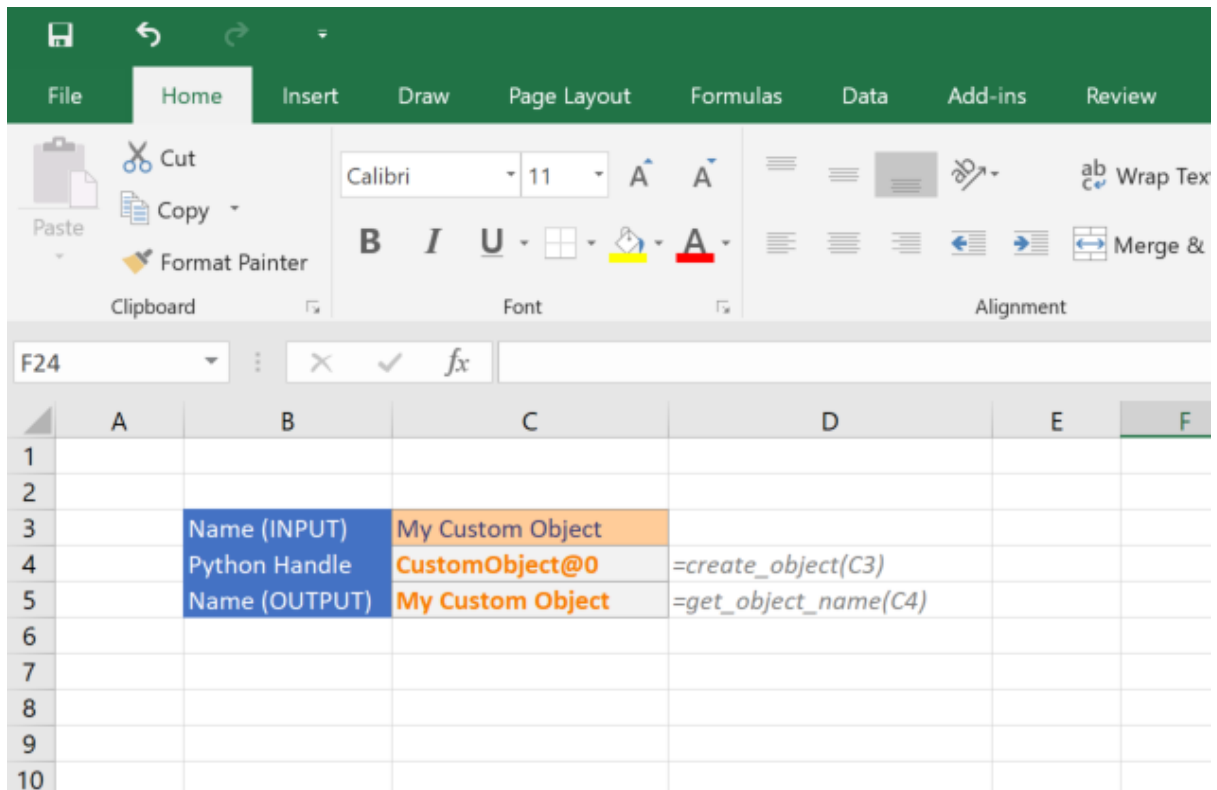 File Home Insert Draw Page Layout Formulas Data Add-ins Review
Cut
Calibri 11 A A ab Wrap Tex
Copy
Paste
B I U A Merge &
Format Painter
Clipboard Font Alignment
F24 fx
A B C D E F
1
2
3 Name (INPUT) My Custom Object
4 Python Handle CustomObject@0 =create_object(C3)
5 Name (OUTPUT) My Custom Object =get_object_name(C4)
6
7
8
9
10